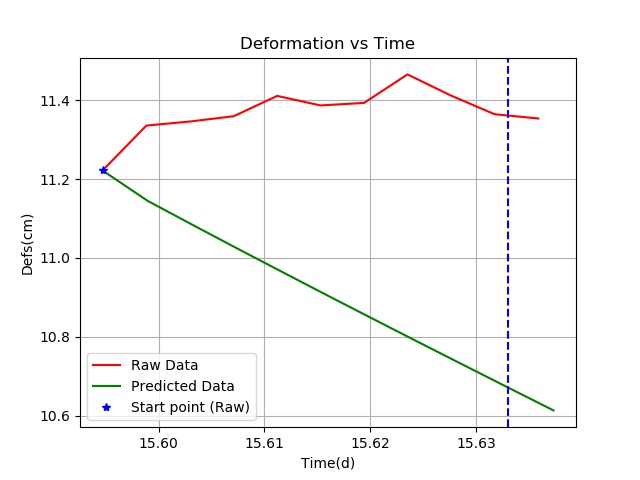 Deformation vs Time
11.4
11.2
11.0
10.8
10.6
Defs(cm)
Raw Data
Predicted Data
Start point (Raw)
15.60 15.61 15.62 15.63
Time(d)